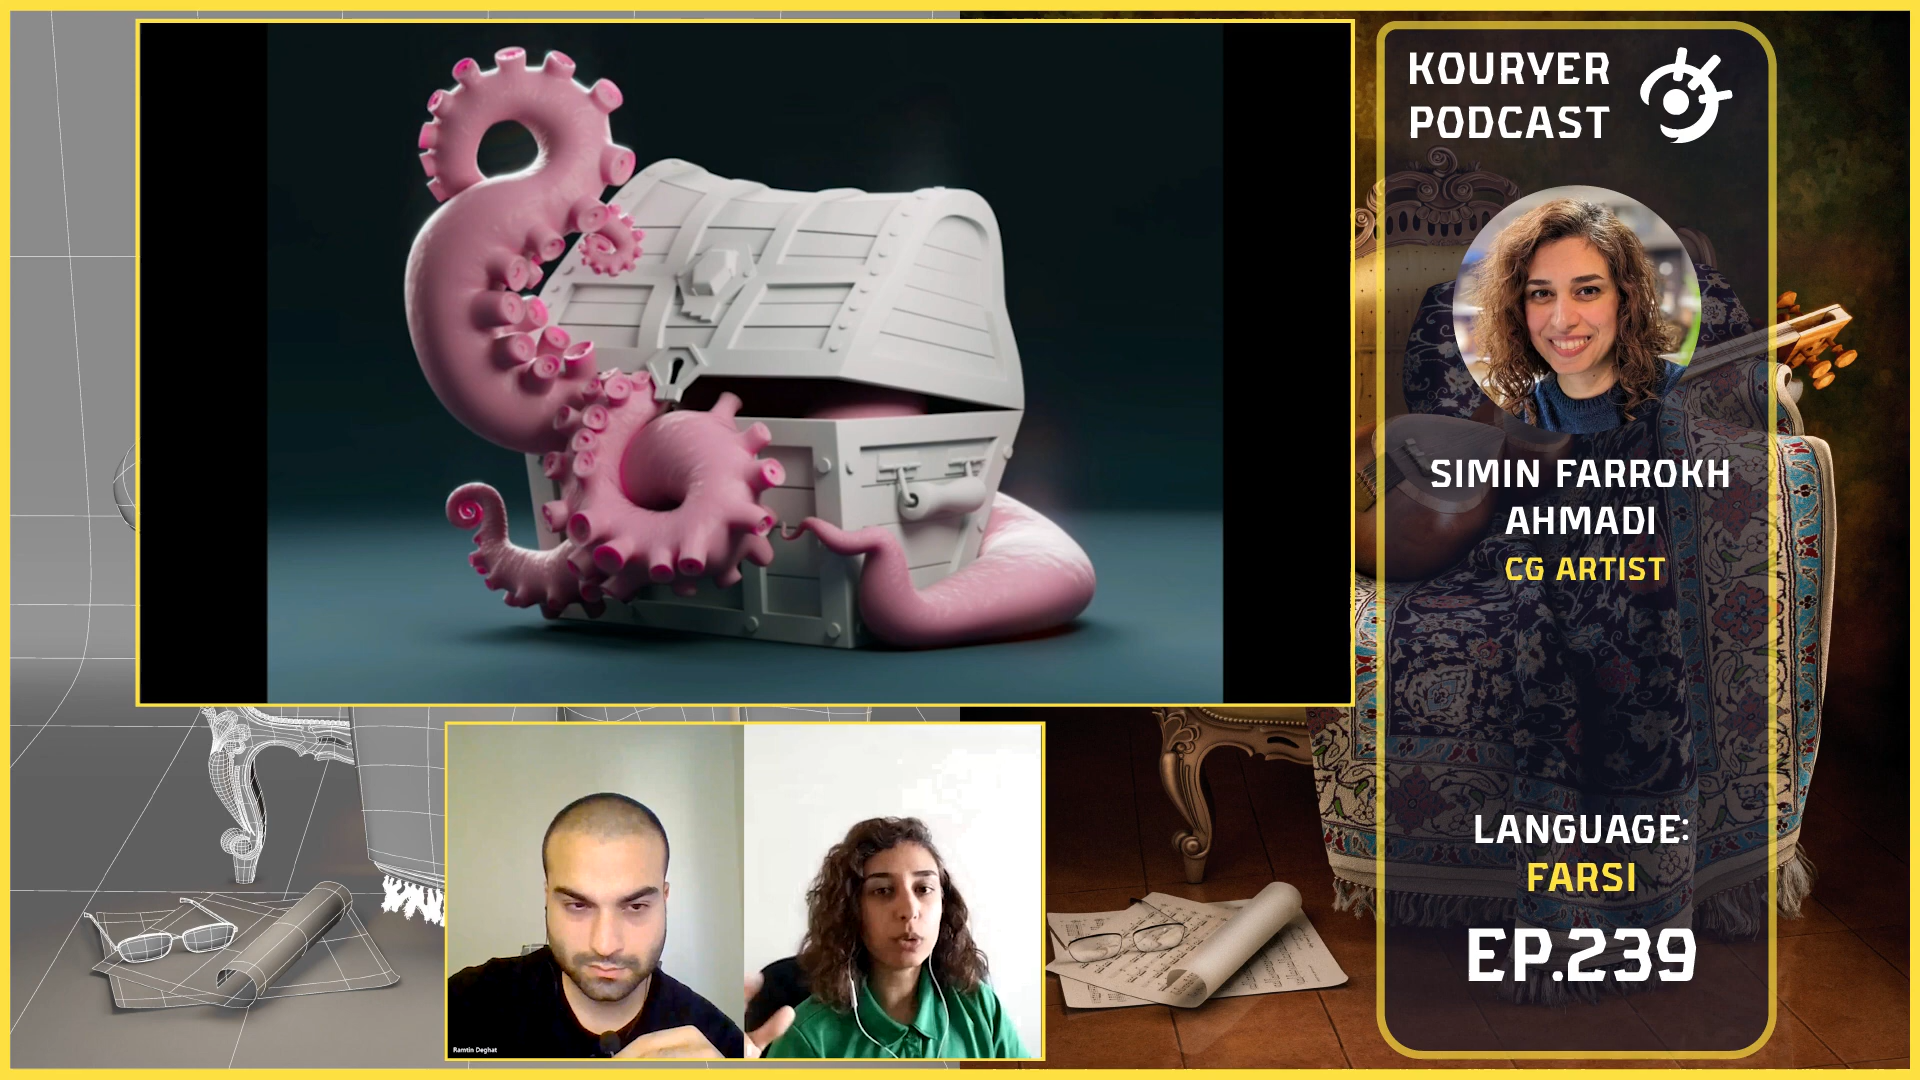 KOURYER
PODCAST
SIMIN FARROKH
AHMADI
CG ARTIST
LANGUAGE:
FARSI
EP.239
Ramtin Deghat